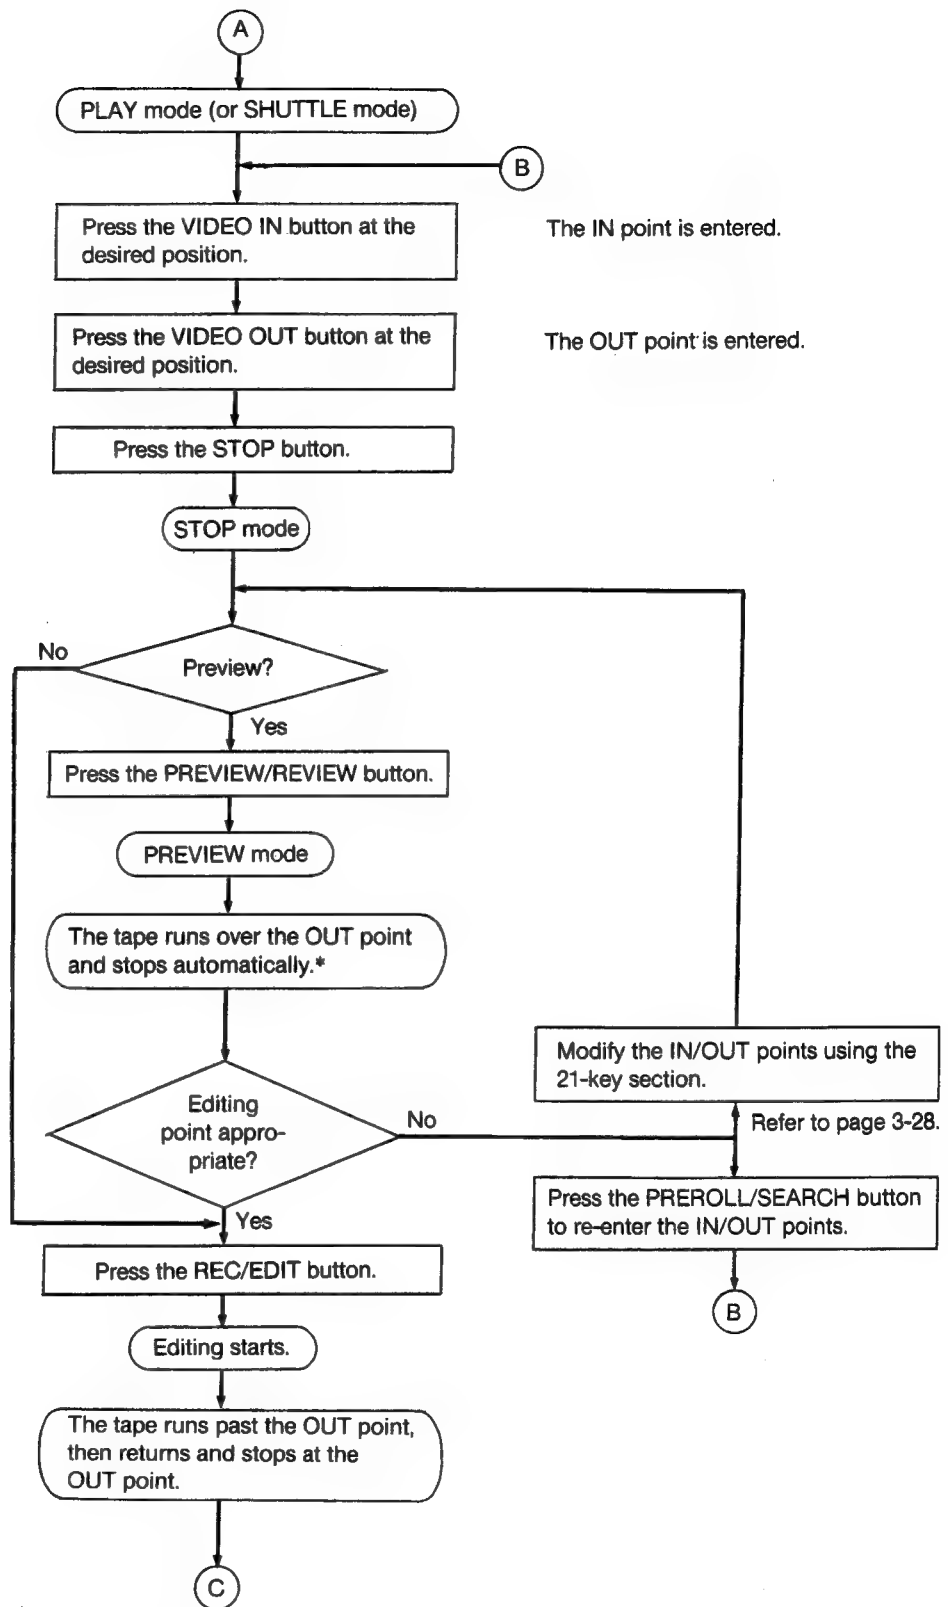 A
PLAY mode (or SHUTTLE mode)
B
Press the VIDEO IN button at the
desired position.
The IN point is entered.
Press the VIDEO OUT button at the
desired position.
The OUT point is entered.
Press the STOP button.
STOP mode
No
Preview?
Yes
Press the PREVIEW/REVIEW button.
PREVIEW mode
The tape runs over the OUT point
and stops automatically.*
Editing
point appro-
priate?
No
Modify the IN/OUT points using the
21-key section.
Refer to page 3-28.
Press the PREROLL/SEARCH button
to re-enter the IN/OUT points.
B
Yes
Press the REC/EDIT button.
Editing starts.
The tape runs past the OUT point,
then returns and stops at the
OUT point.
C